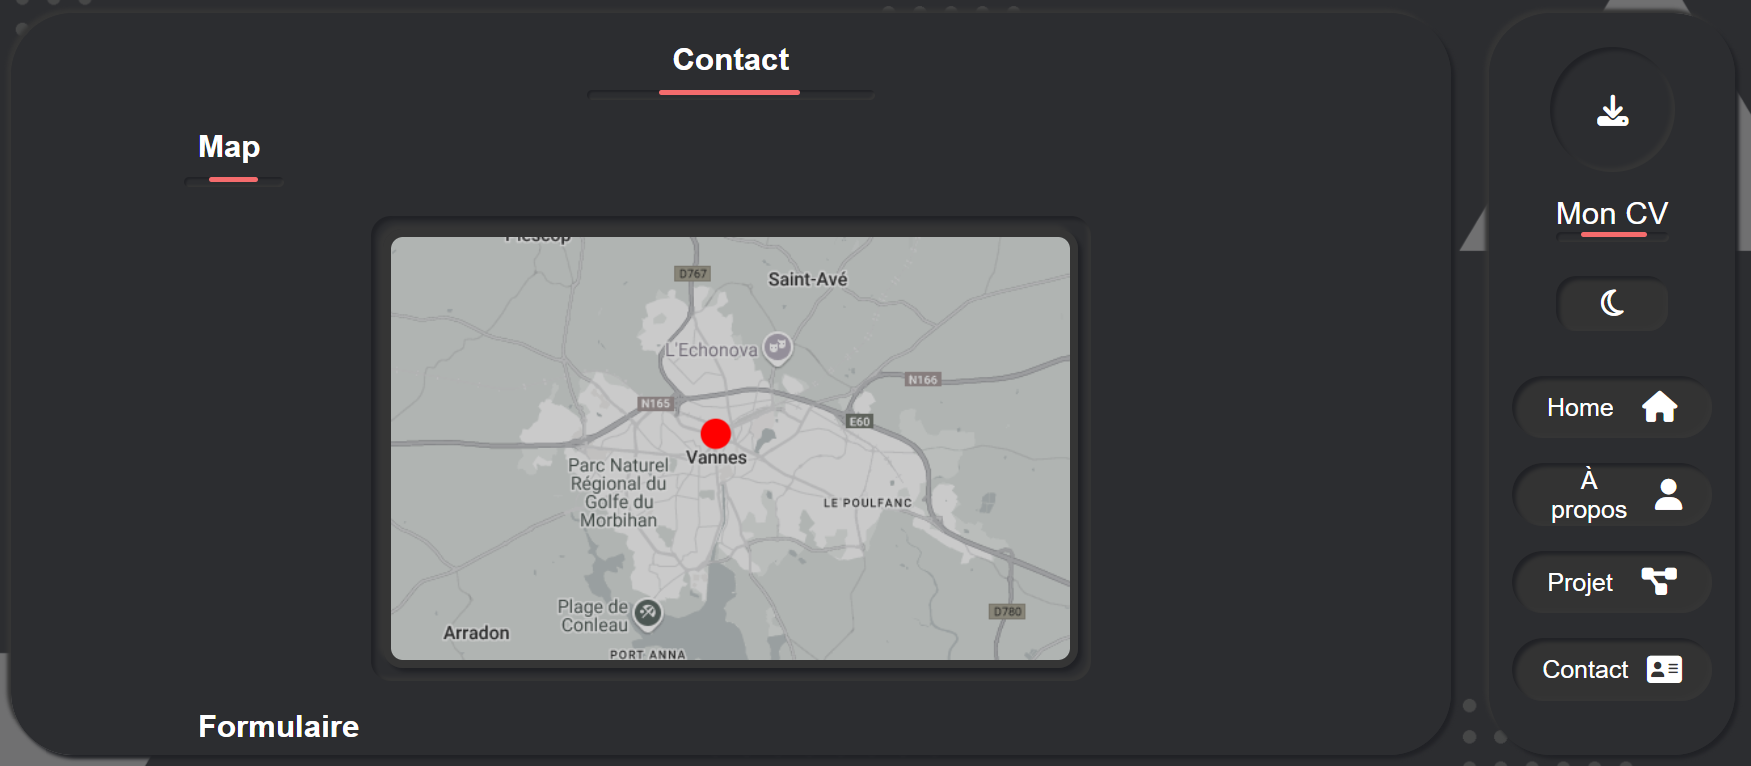 Contact
Map
Plescop
D767
Saint-Avé
L'Echonova
N166
N165
E60
Vannes
Parc Naturel
Régional du
Golfe du
Morbihan
LE POULFANC
Plage de
Conleau
D780
Arradon
PORT ANNA
Formulaire
Mon CV
Home
À
propos
Projet
Contact